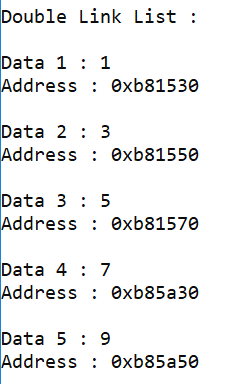 Double Link List :
Data 1 : 1
Address : 0xb81530
Data 2 : 3
Address : 0xb81550
Data 3 : 5
Address : 0xb81570
Data 4 : 7
Address : 0xb85a30
Data 5 : 9
Address : 0xb85a50